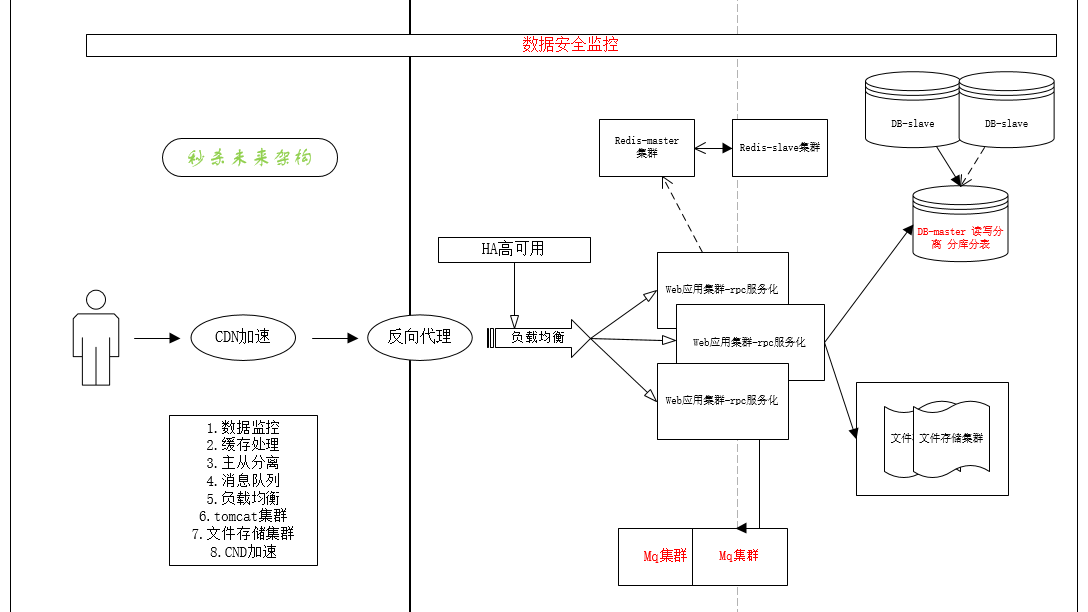 数据安全监控
DB-slave
DB-slave
Redis-master
集群
Redis-slave集群
秒杀未来架构
DB-master 读写分
离 分库分表
HA高可用
Web应用集群-rpc服务化
CDN加速
反向代理
负载均衡
Web应用集群-rpc服务化
Web应用集群-rpc服务化
1.数据监控
2.缓存处理
3.主从分离
4.消息队列
5.负载均衡
6.tomcat集群
7.文件存储集群
8.CND加速
文件
文件存储集群
Mq集群
Mq集群